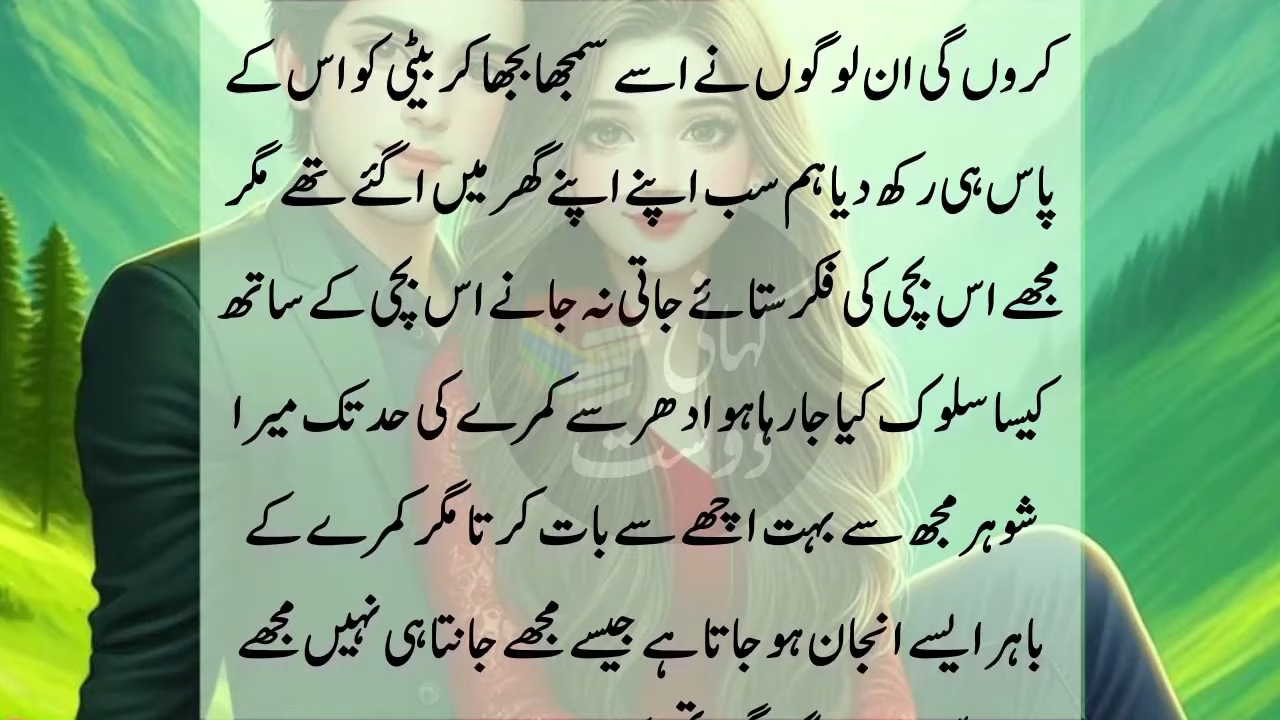 کروں گی ان لوگوں نے اسے سمجھا بجھا کر بیٹی کو اس کے
پاس ہی رکھ دیا ہم سب اپنے اپنے گھر میں اگئے تھے مگر
مجھے اس بچی کی فکر ستائے جاتی نہ جانے اس بچی کے ساتھ
کیسا سلوک کیا جا رہا ہو ادھر سے کمرے کی حد تک میرا
شوہر مجھ سے بہت اچھے سے بات کرتا مگر کمرے کے
باہر ایسے انجان ہو جاتا ہے جیسے مجھے جانتا ہی نہیں مجھے
کہانی
دوست